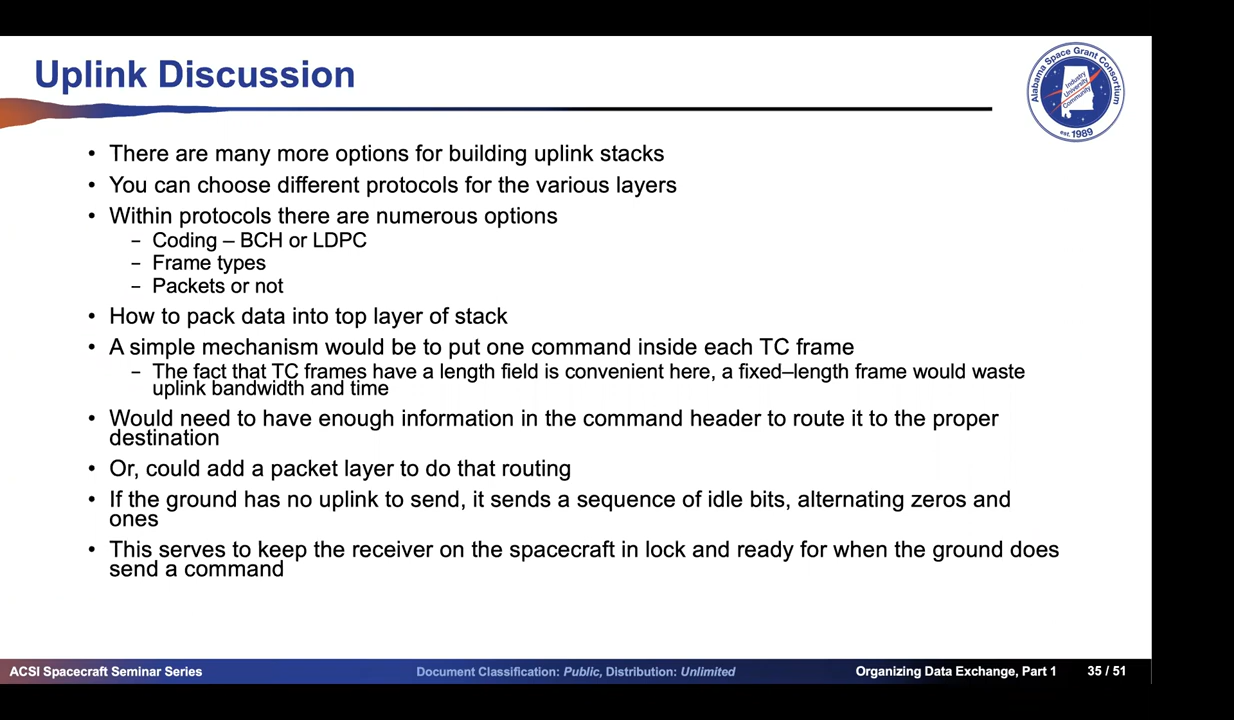 Uplink Discussion
Alabama Space Grant Consortium
Industry
University
Community
est. 1989
• There are many more options for building uplink stacks
• You can choose different protocols for the various layers
• Within protocols there are numerous options
– Coding – BCH or LDPC
– Frame types
– Packets or not
• How to pack data into top layer of stack
• A simple mechanism would be to put one command inside each TC frame
– The fact that TC frames have a length field is convenient here, a fixed–length frame would waste
uplink bandwidth and time
• Would need to have enough information in the command header to route it to the proper
destination
• Or, could add a packet layer to do that routing
• If the ground has no uplink to send, it sends a sequence of idle bits, alternating zeros and
ones
• This serves to keep the receiver on the spacecraft in lock and ready for when the ground does
send a command
ACSI Spacecraft Seminar Series
Document Classification: Public, Distribution: Unlimited
Organizing Data Exchange, Part 1
35 / 51